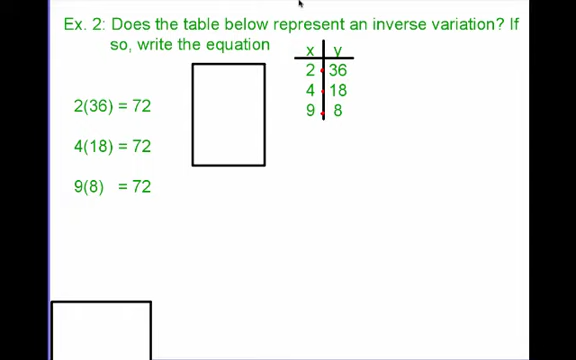 Ex. 2: Does the table below represent an inverse variation? If
so, write the equation
x y
2 36
4 18
9 8
2(36) = 72
4(18) = 72
9(8) = 72